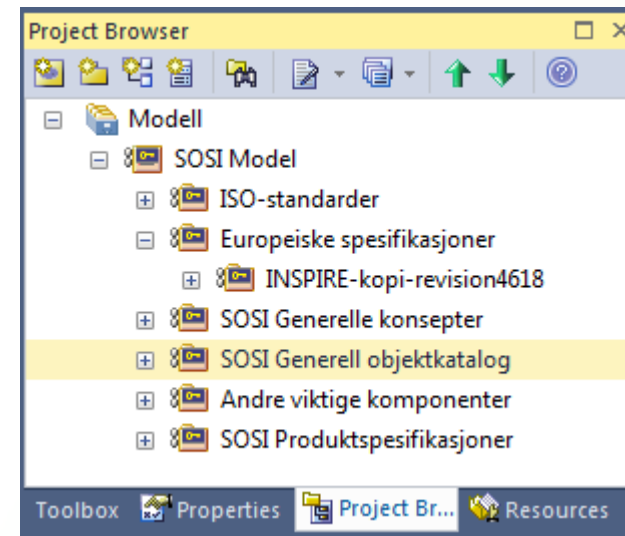 Project Browser
Modell
SOSI Model
ISO-standarder
Europeiske spesifikasjoner
INSPIRE-kopi-revision4618
SOSI Generelle konsepter
SOSI Generell objektkatalog
Andre viktige komponenter
SOSI Produktspesifikasjoner
Toolbox Properties Project Br... Resources